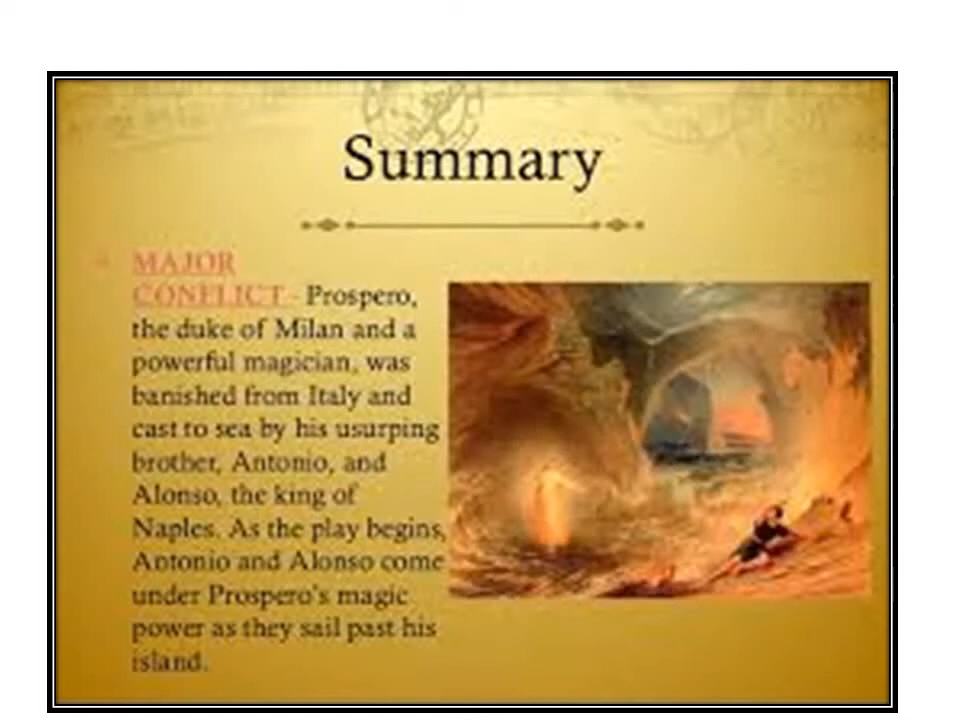 Summary
MAJOR
CONFLICT - Prospero,
the duke of Milan and a
powerful magician, was
banished from Italy and
cast to sea by his usurping
brother, Antonio, and
Alonso, the king of
Naples. As the play begins,
Antonio and Alonso come
under Prospero's magic
power as they sail past his
island.